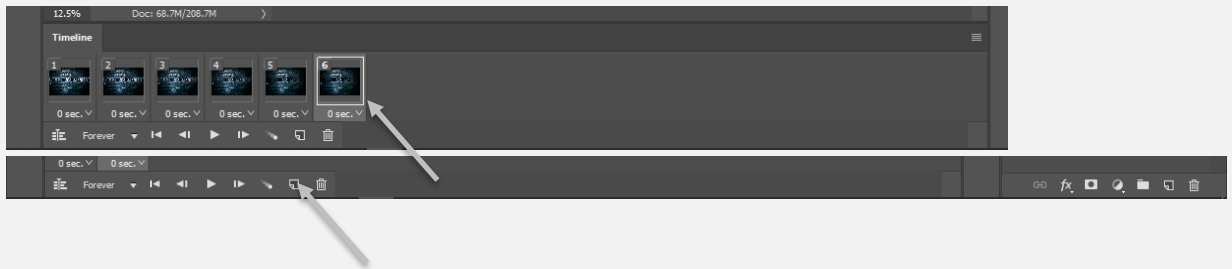 12.5% Doc: 68.7M/208.7M
Timeline
1 2 3 4 5 6
0 sec. 0 sec. 0 sec. 0 sec. 0 sec. 0 sec.
Forever
0 sec. 0 sec.
Forever
fx